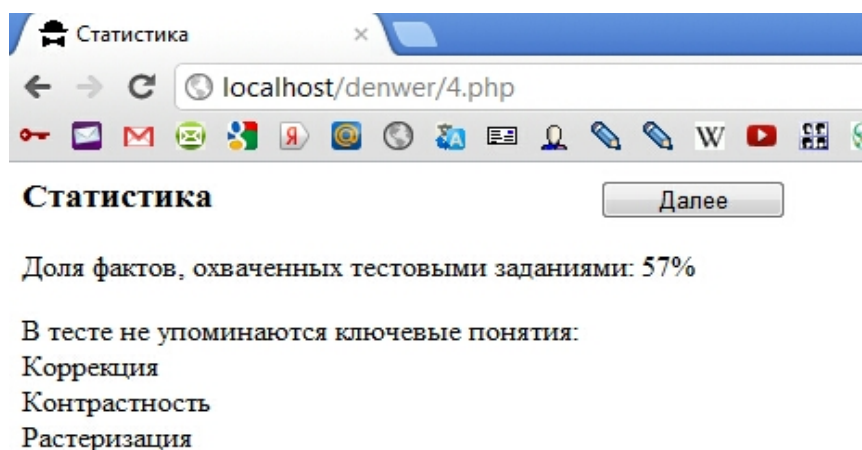 Статистика
localhost/denwer/4.php
Статистика
Далее
Доля фактов, охваченных тестовыми заданиями: 57%
В тесте не упоминаются ключевые понятия:
Коррекция
Контрастность
Растеризация